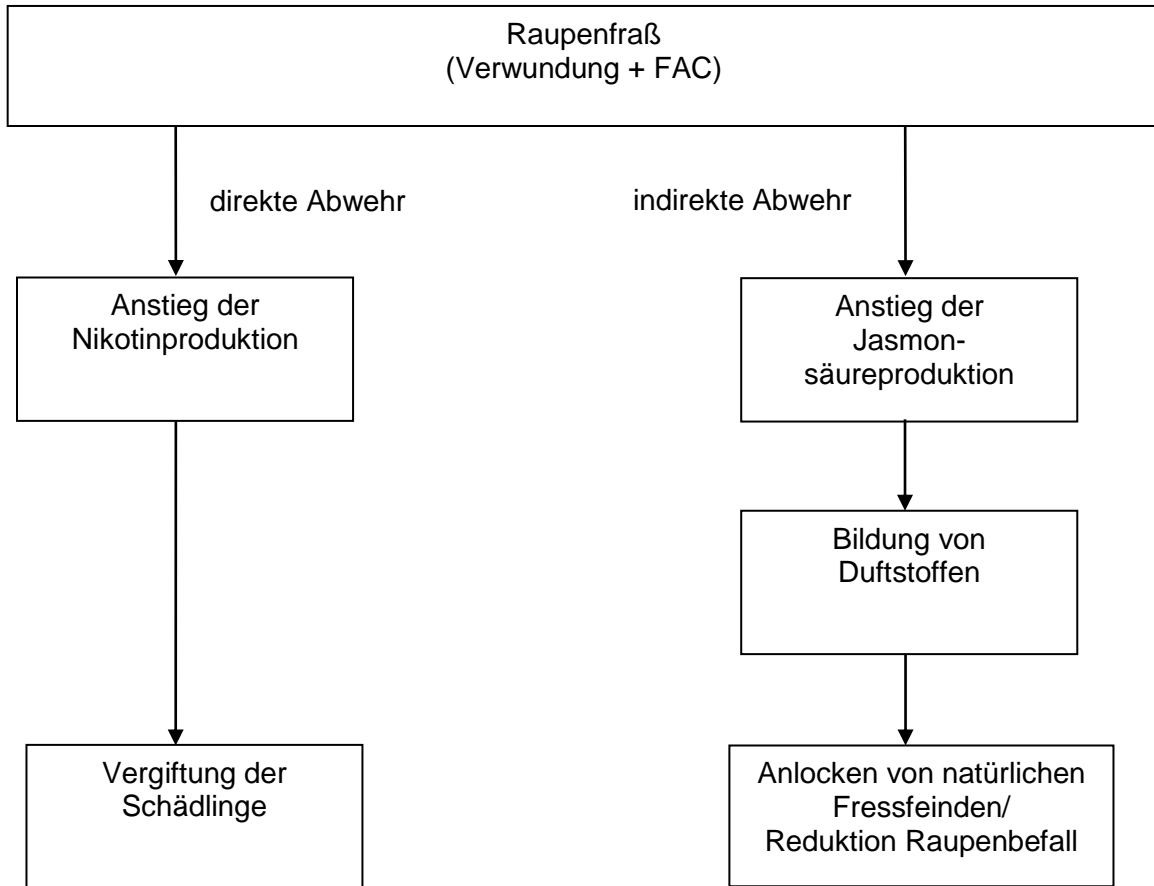 Raupenfraß
(Verwundung + FAC)
direkte Abwehr
indirekte Abwehr
Anstieg der
Nikotinproduktion
Anstieg der
Jasmon-
säureproduktion
Bildung von
Duftstoffen
Vergiftung der
Schädlinge
Anlocken von natürlichen
Fressfeinden/
Reduktion Raupenbefall